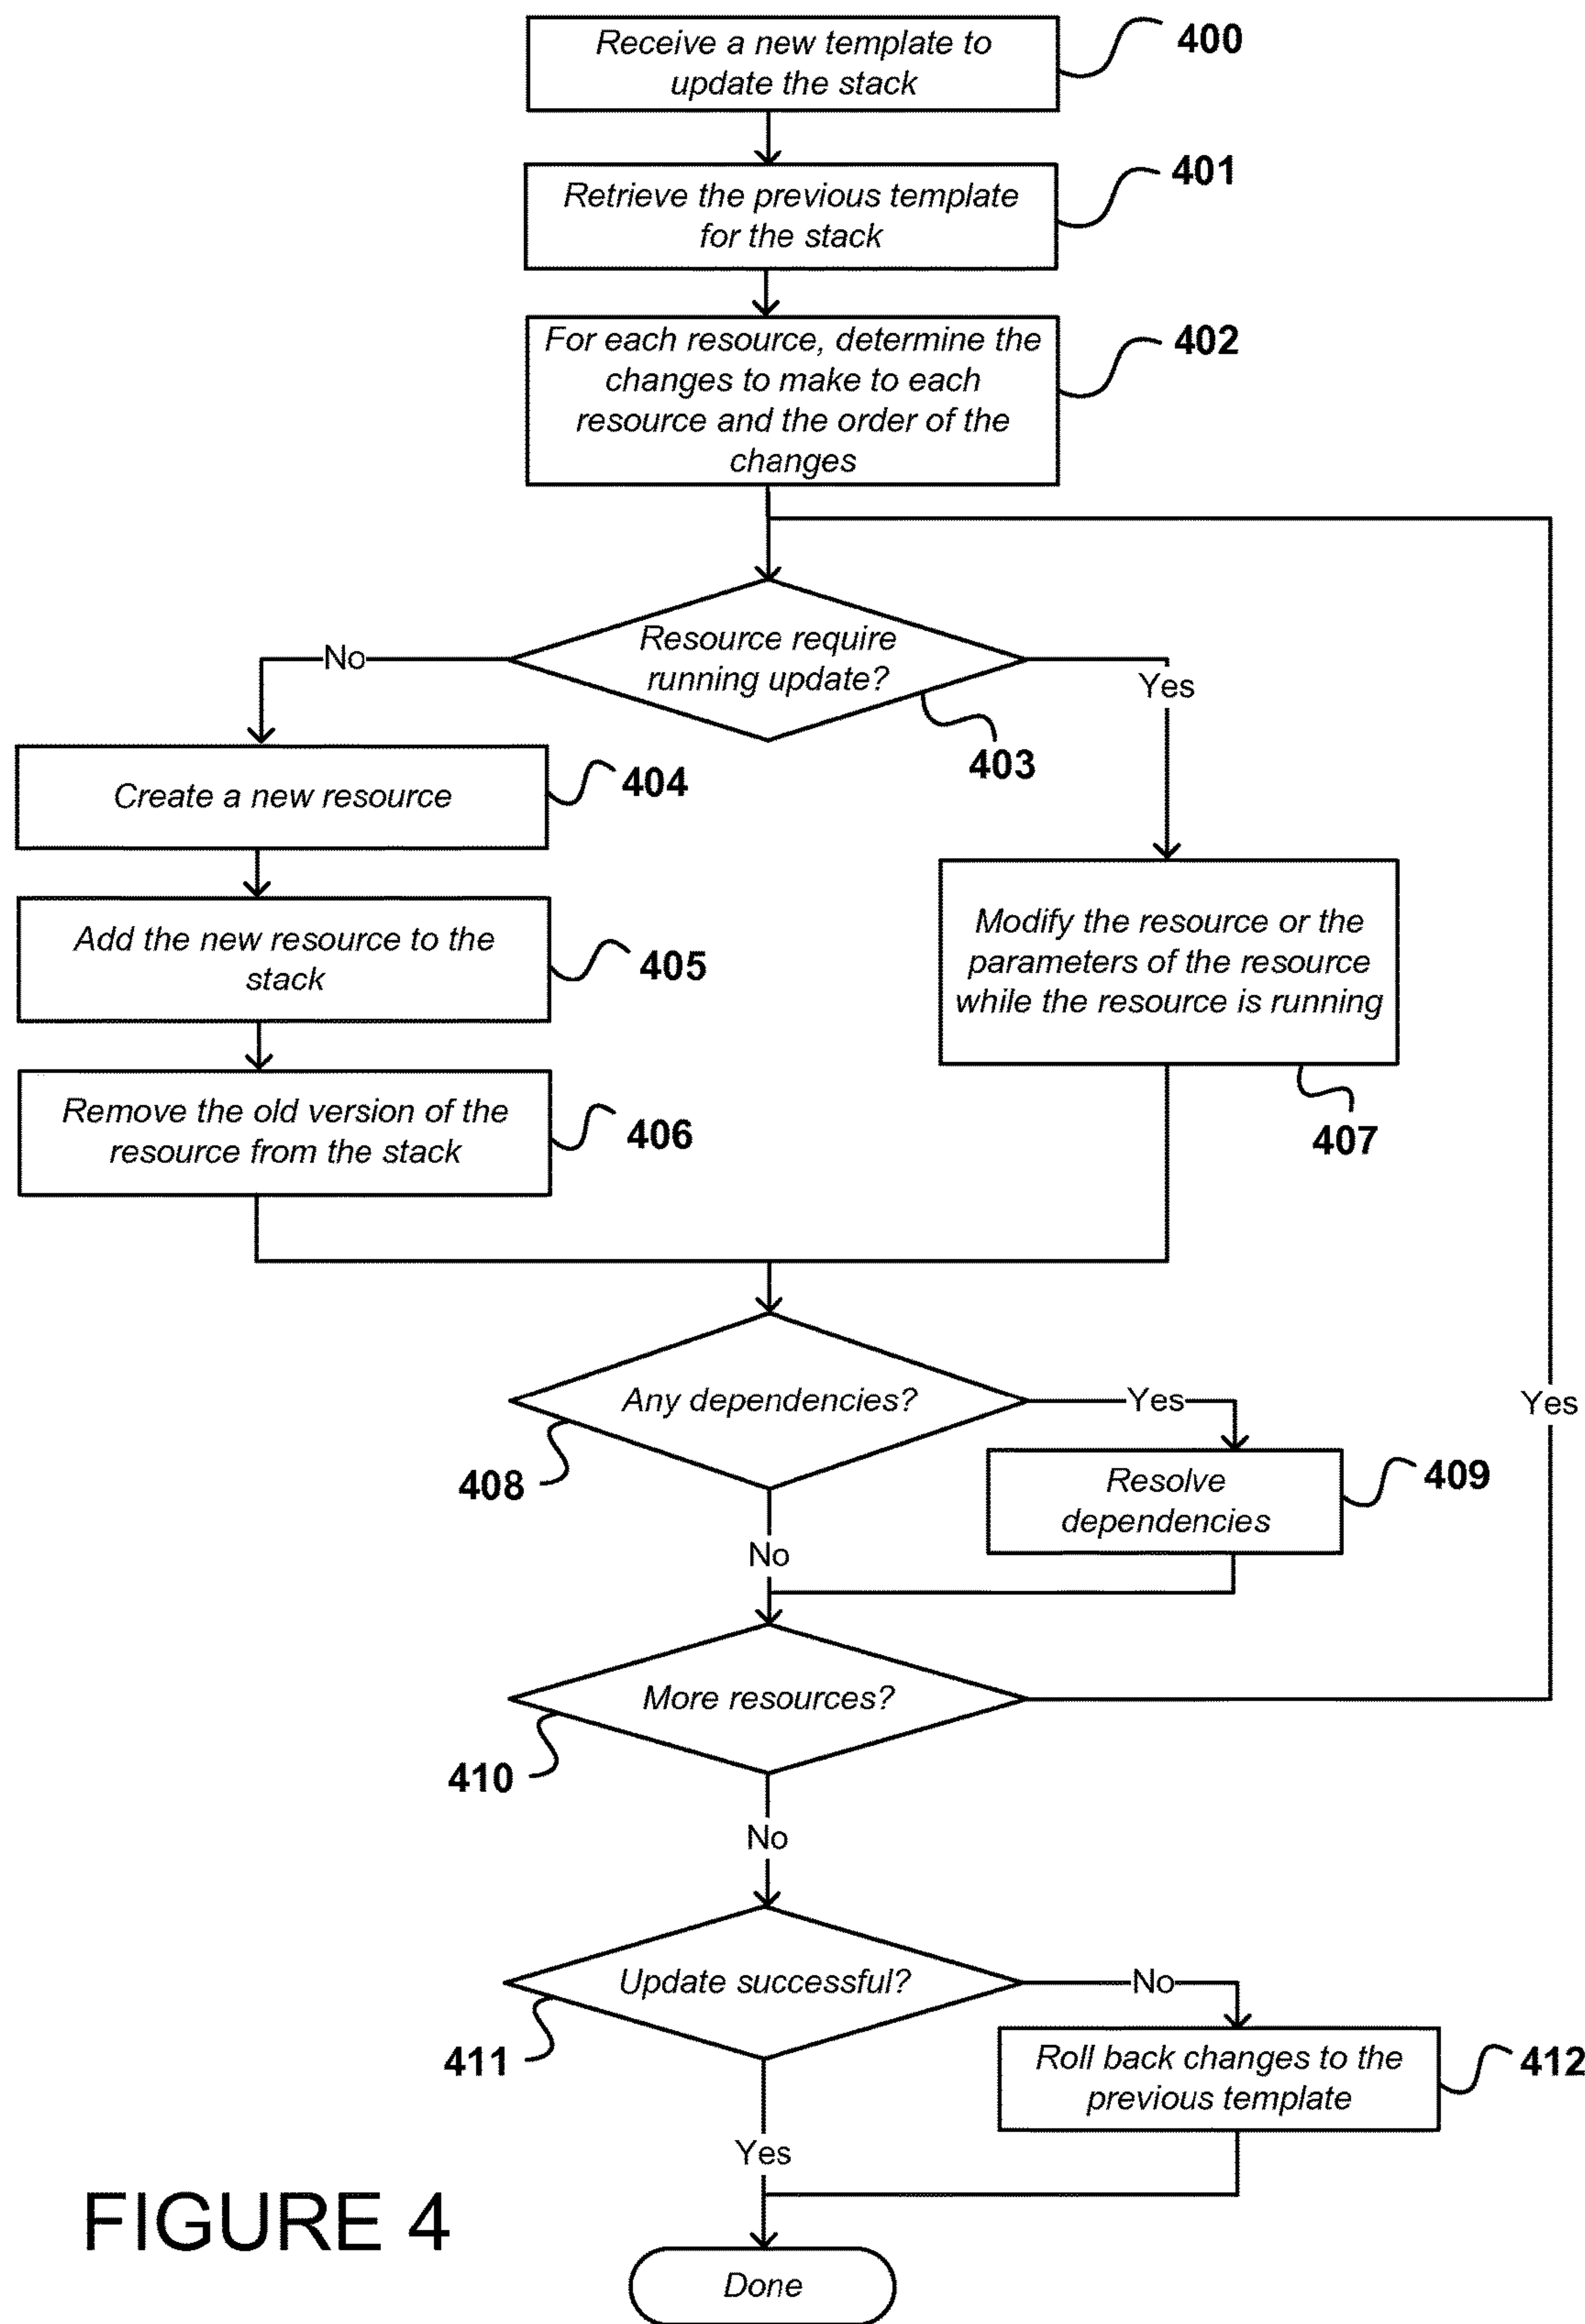 Receive a new template to
update the stack
400
Retrieve the previous template
for the stack
401
For each resource, determine the
changes to make to each
resource and the order of the
changes
402
Resource require
running update?
403
No
Yes
Create a new resource
404
Add the new resource to the
stack
405
Remove the old version of the
resource from the stack
406
Modify the resource or the
parameters of the resource
while the resource is running
407
Any dependencies?
408
Yes
Resolve
dependencies
409
No
More resources?
410
Yes
No
Update successful?
411
No
Roll back changes to the
previous template
412
Yes
Done
FIGURE 4